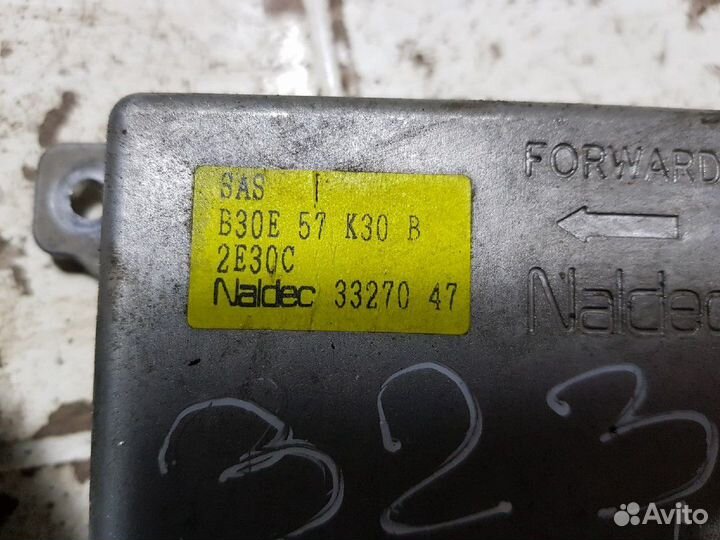 SAS
B30E 57 K30 B
2E30C
Naldec 33270 47
FORWARD
Naldec
323
Avito